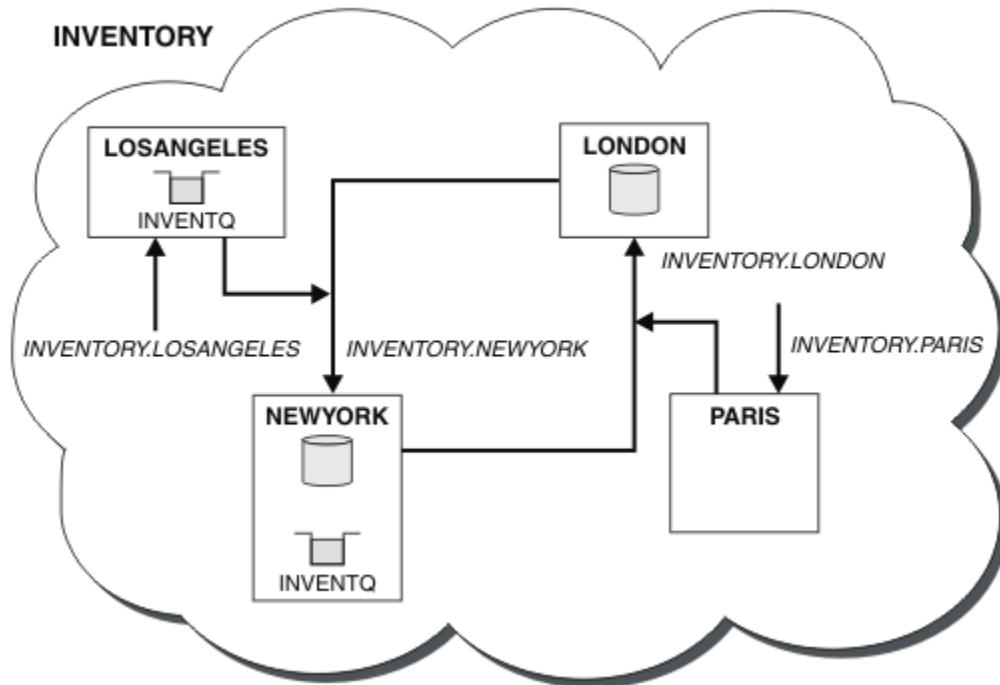 INVENTORY
LOSANGELES
INVENTQ
LONDON
INVENTORY.LONDON
INVENTORY.LOSANGELES
INVENTORY.NEWYORK
INVENTORY.PARIS
NEWYORK
INVENTQ
PARIS